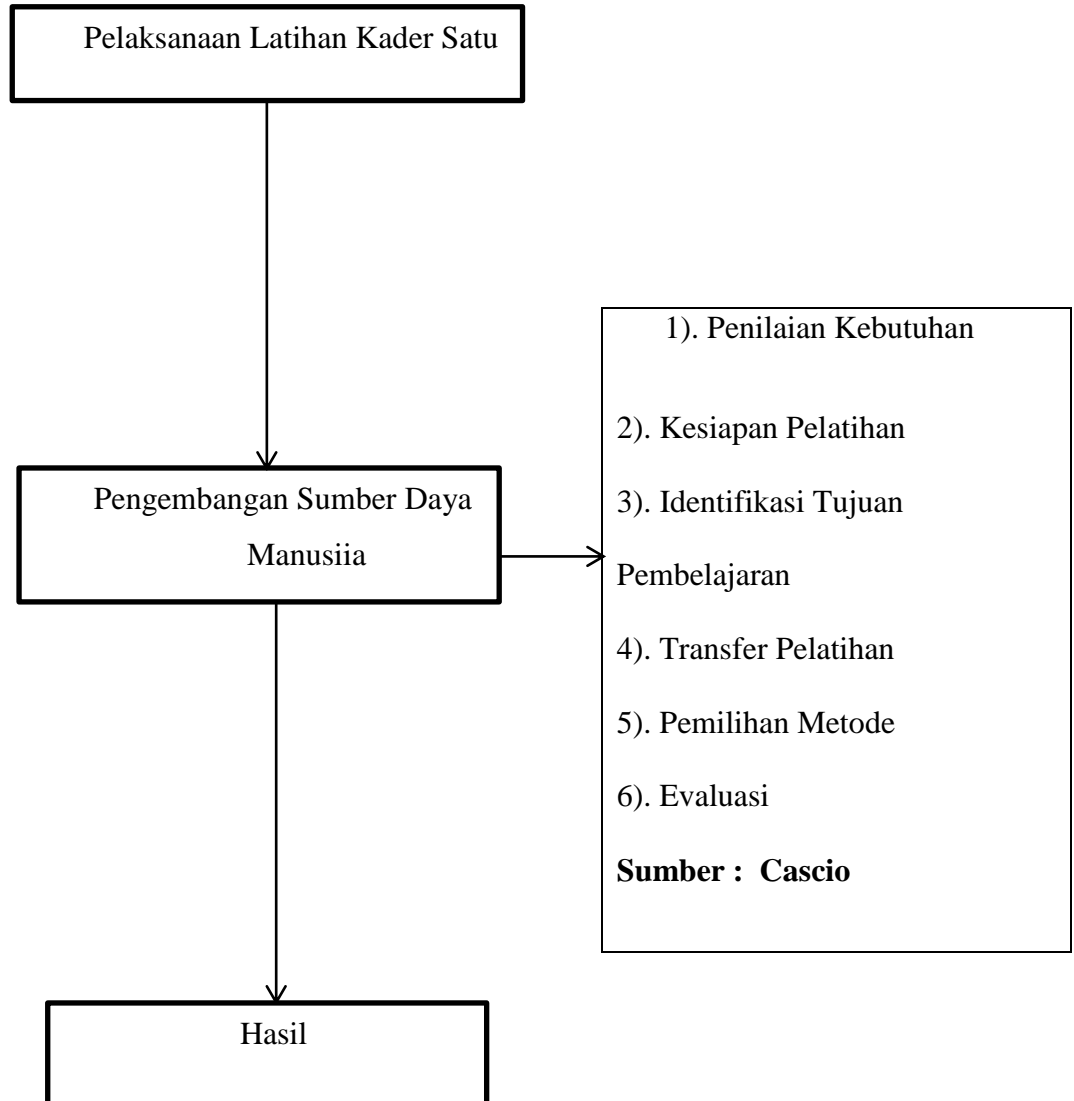 Pelaksanaan Latihan Kader Satu
1). Penilaian Kebutuhan
2). Kesiapan Pelatihan
3). Identifikasi Tujuan
Pembelajaran
4). Transfer Pelatihan
5). Pemilihan Metode
6). Evaluasi
Sumber : Cascio
Pengembangan Sumber Daya
Manusiia
Hasil